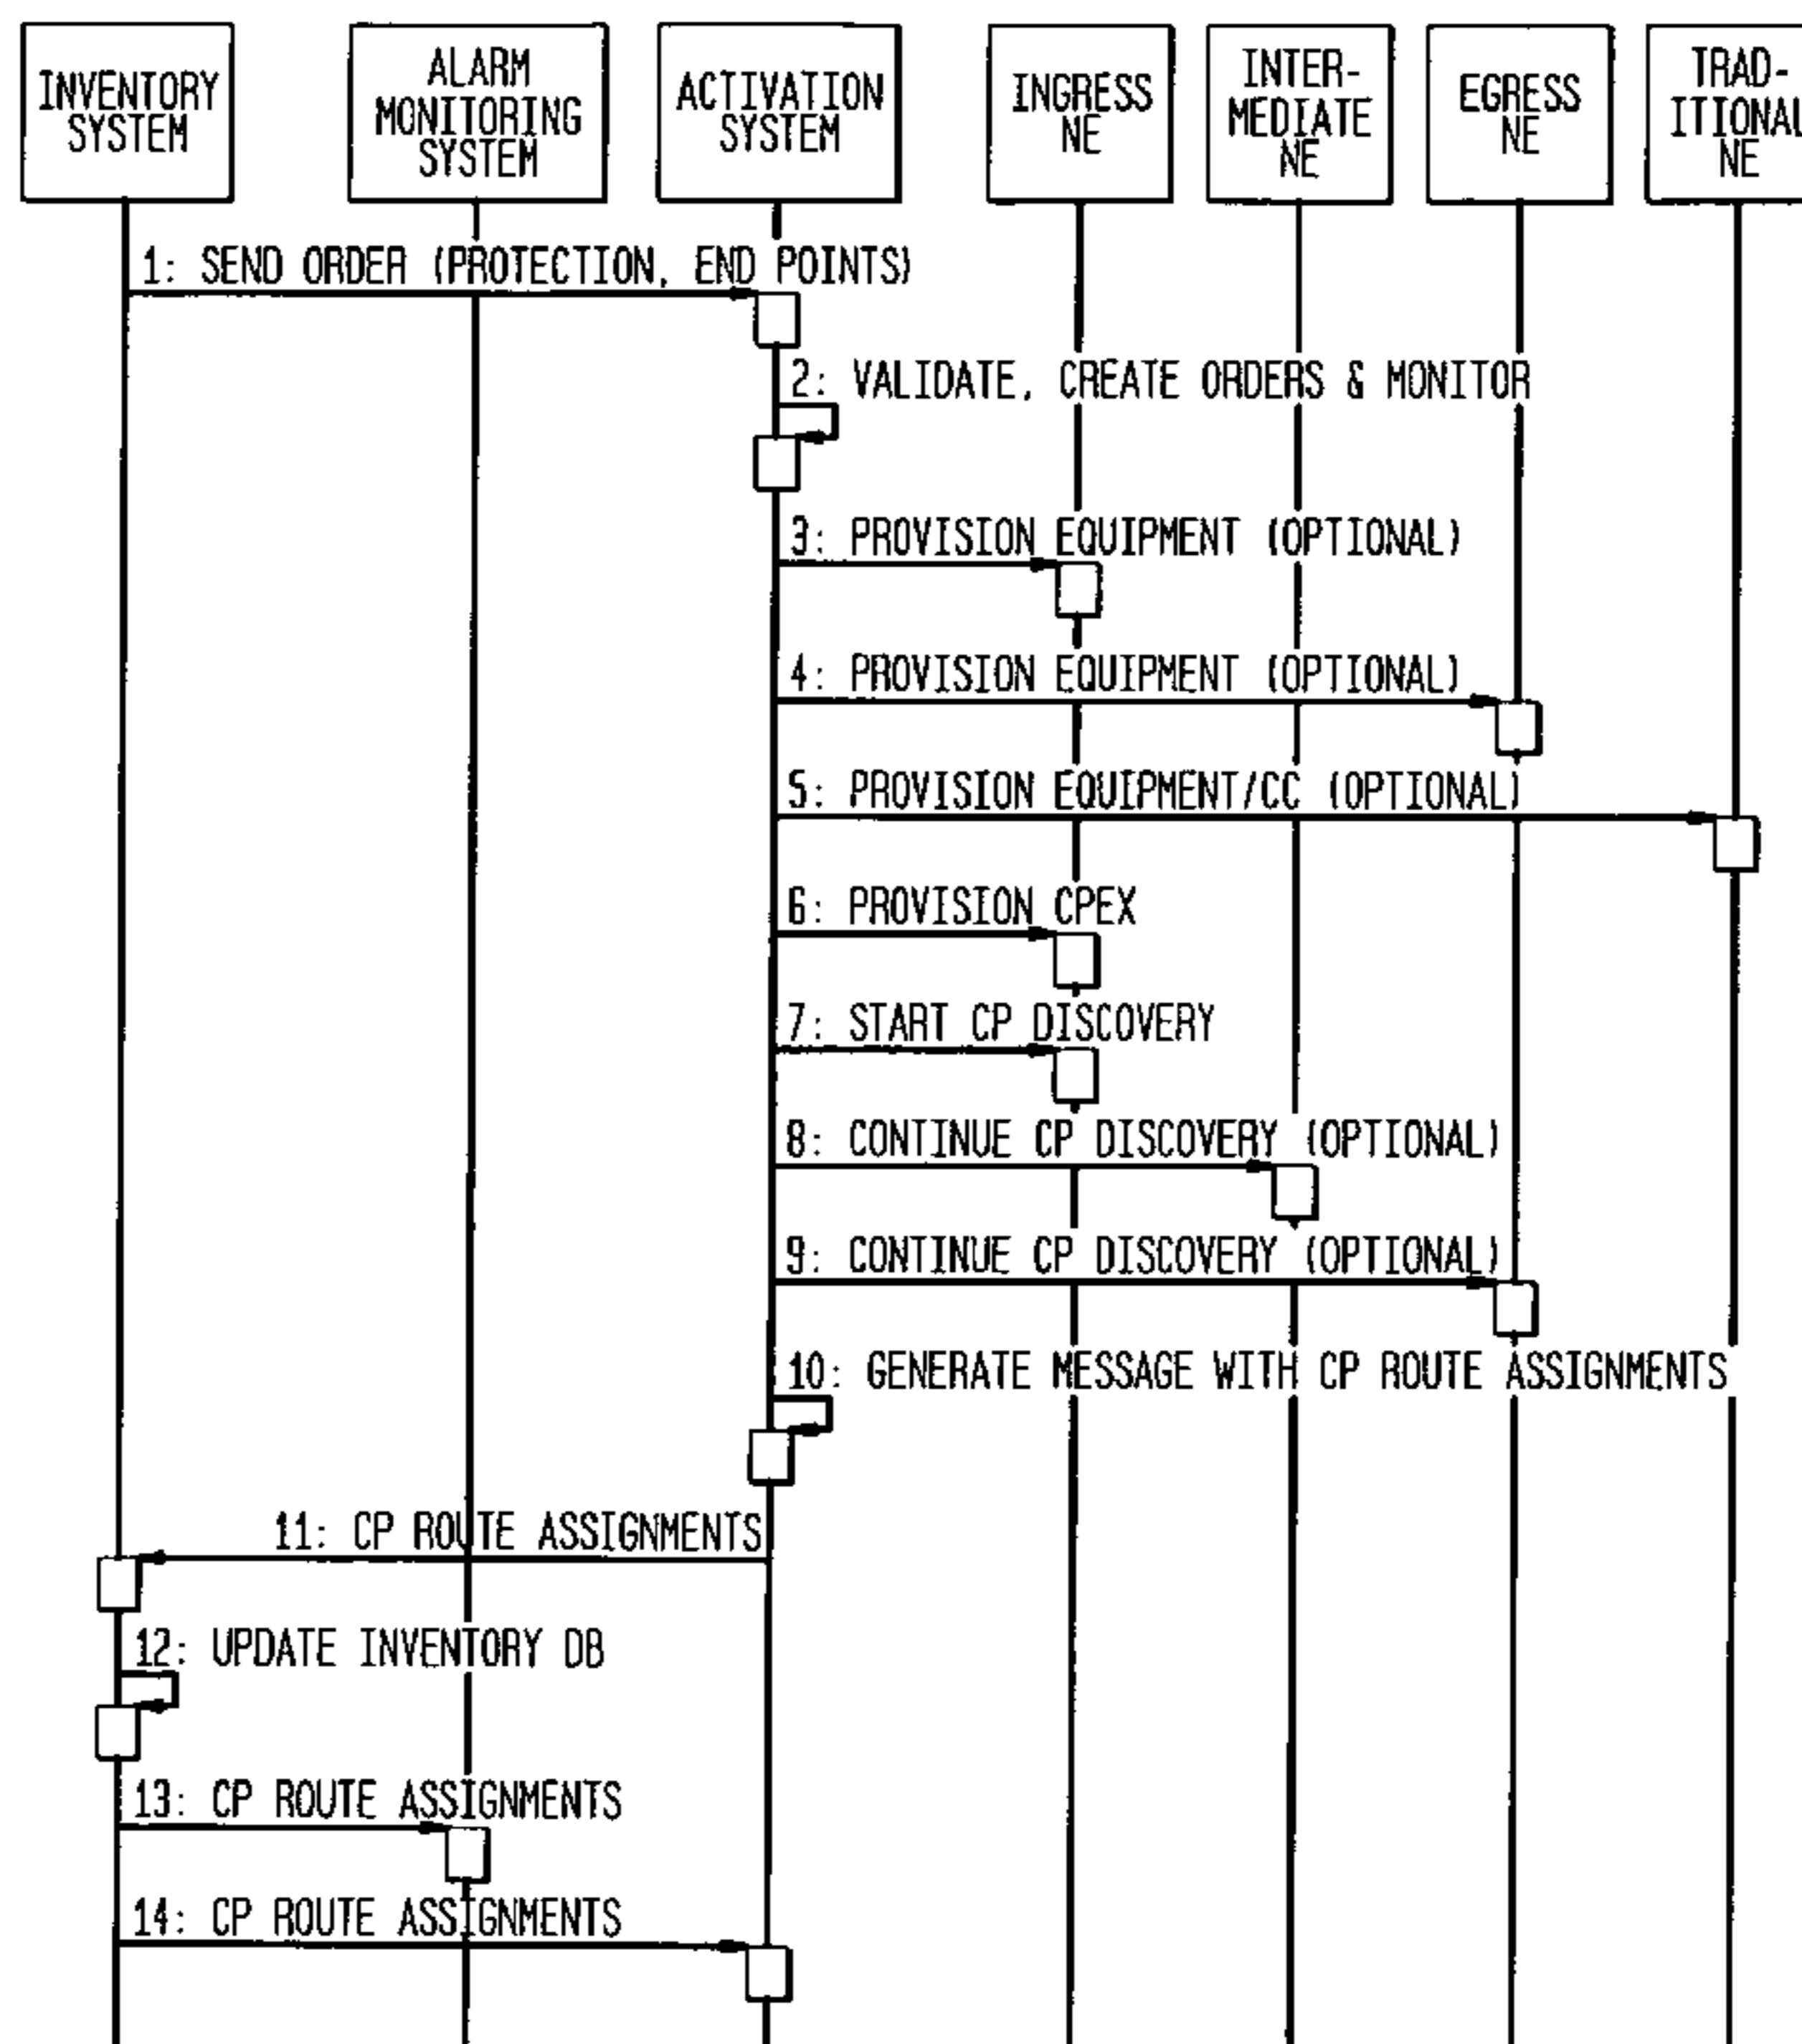 INVENTORY
SYSTEM
ALARM
MONITORING
SYSTEM
ACTIVATION
SYSTEM
INGRESS
NE
INTER-
MEDIATE
NE
EGRESS
NE
TRAD-
ITIONAL
NE
1: SEND ORDER (PROTECTION, END POINTS)
2: VALIDATE, CREATE ORDERS & MONITOR
3: PROVISION EQUIPMENT (OPTIONAL)
4: PROVISION EQUIPMENT (OPTIONAL)
5: PROVISION EQUIPMENT/CC (OPTIONAL)
6: PROVISION CPEX
7: START CP DISCOVERY
8: CONTINUE CP DISCOVERY (OPTIONAL)
9: CONTINUE CP DISCOVERY (OPTIONAL)
10: GENERATE MESSAGE WITH CP ROUTE ASSIGNMENTS
11: CP ROUTE ASSIGNMENTS
12: UPDATE INVENTORY DB
13: CP ROUTE ASSIGNMENTS
14: CP ROUTE ASSIGNMENTS